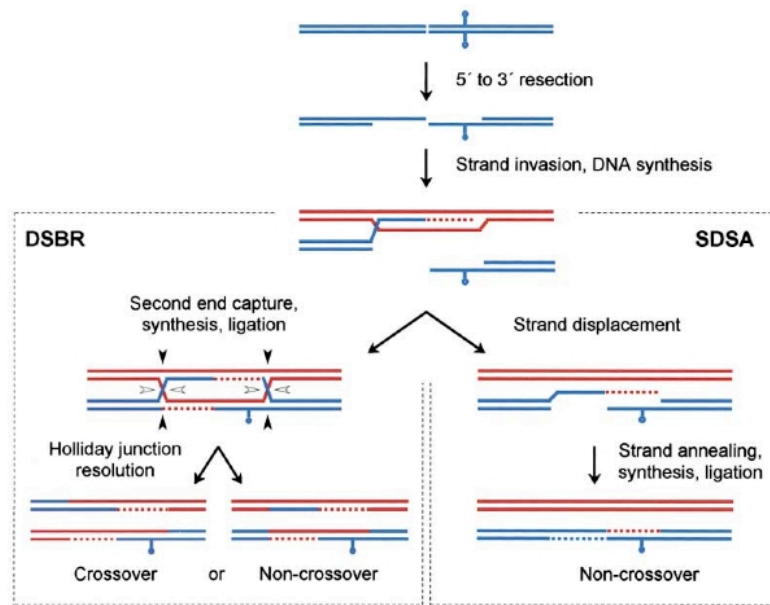 5´ to 3´ resection
Strand invasion, DNA synthesis
DSBR
SDSA
Second end capture,
synthesis, ligation
Strand displacement
Holliday junction
resolution
Strand annealing,
synthesis, ligation
Crossover or Non-crossover
Non-crossover